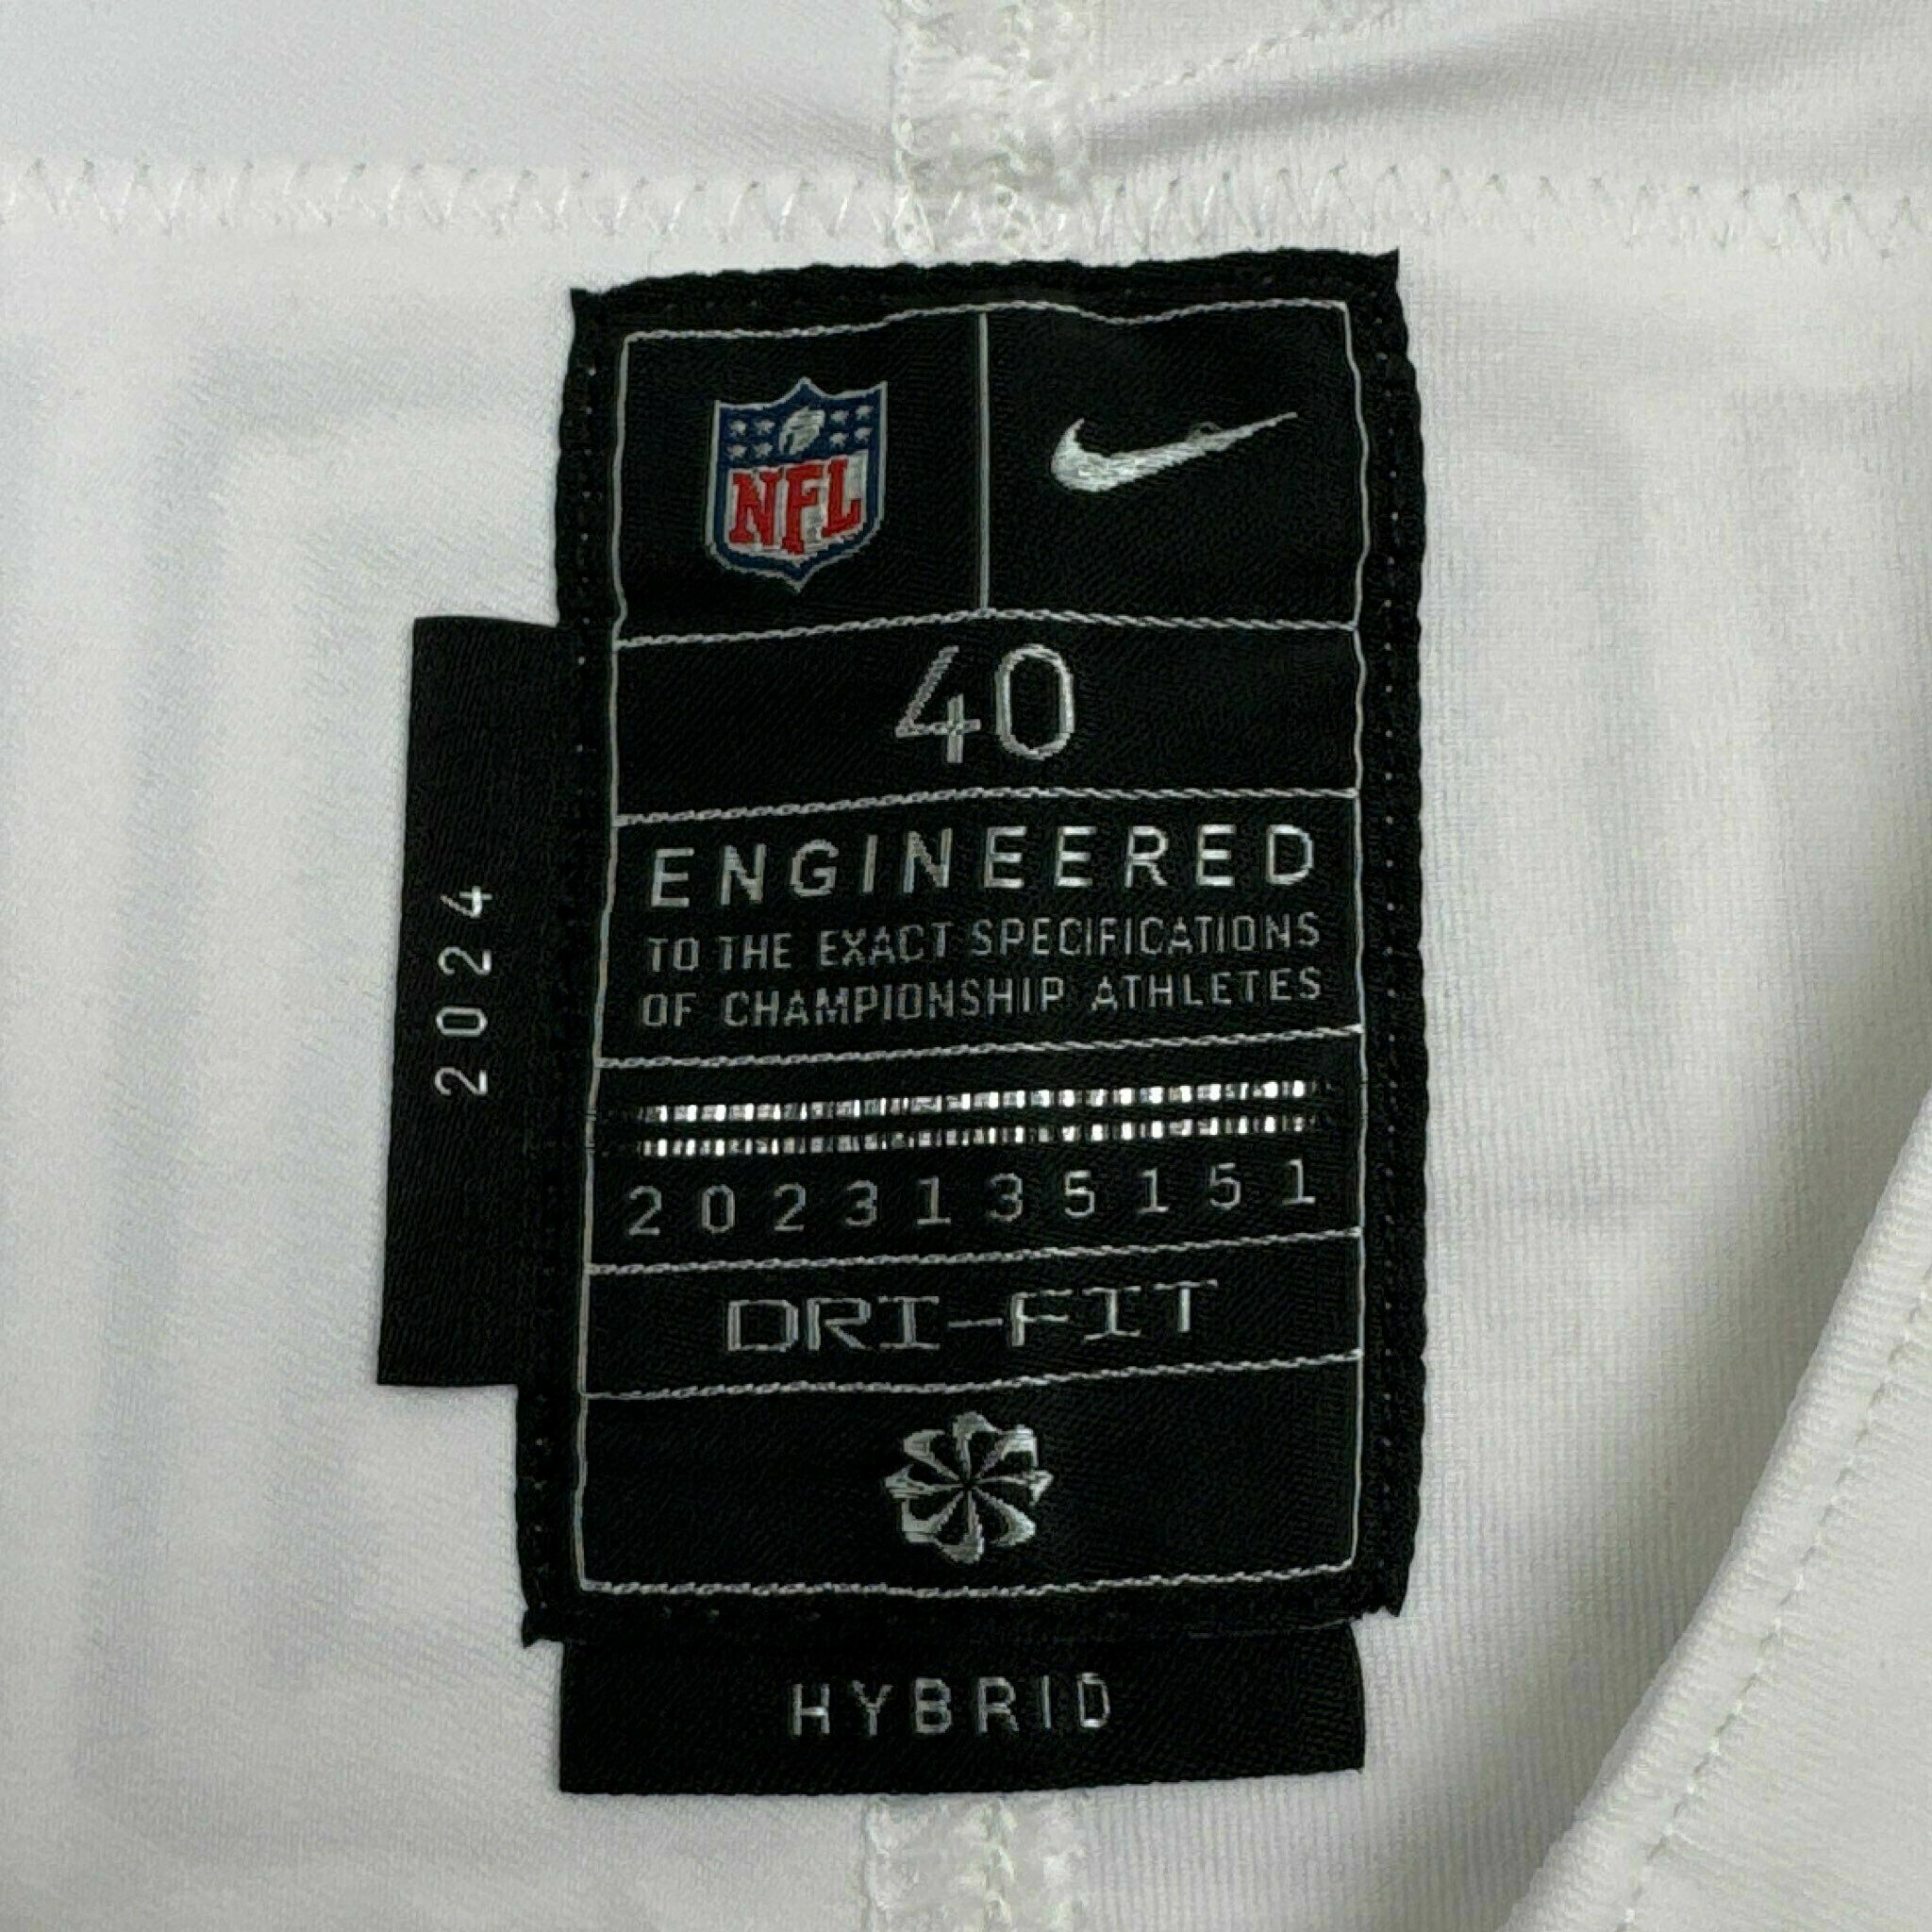 NFL
40
ENGINEERED
TO THE EXACT SPECIFICATIONS
OF CHAMPIONSHIP ATHLETES
2023135151
DRI-FIT
HYBRID
2024